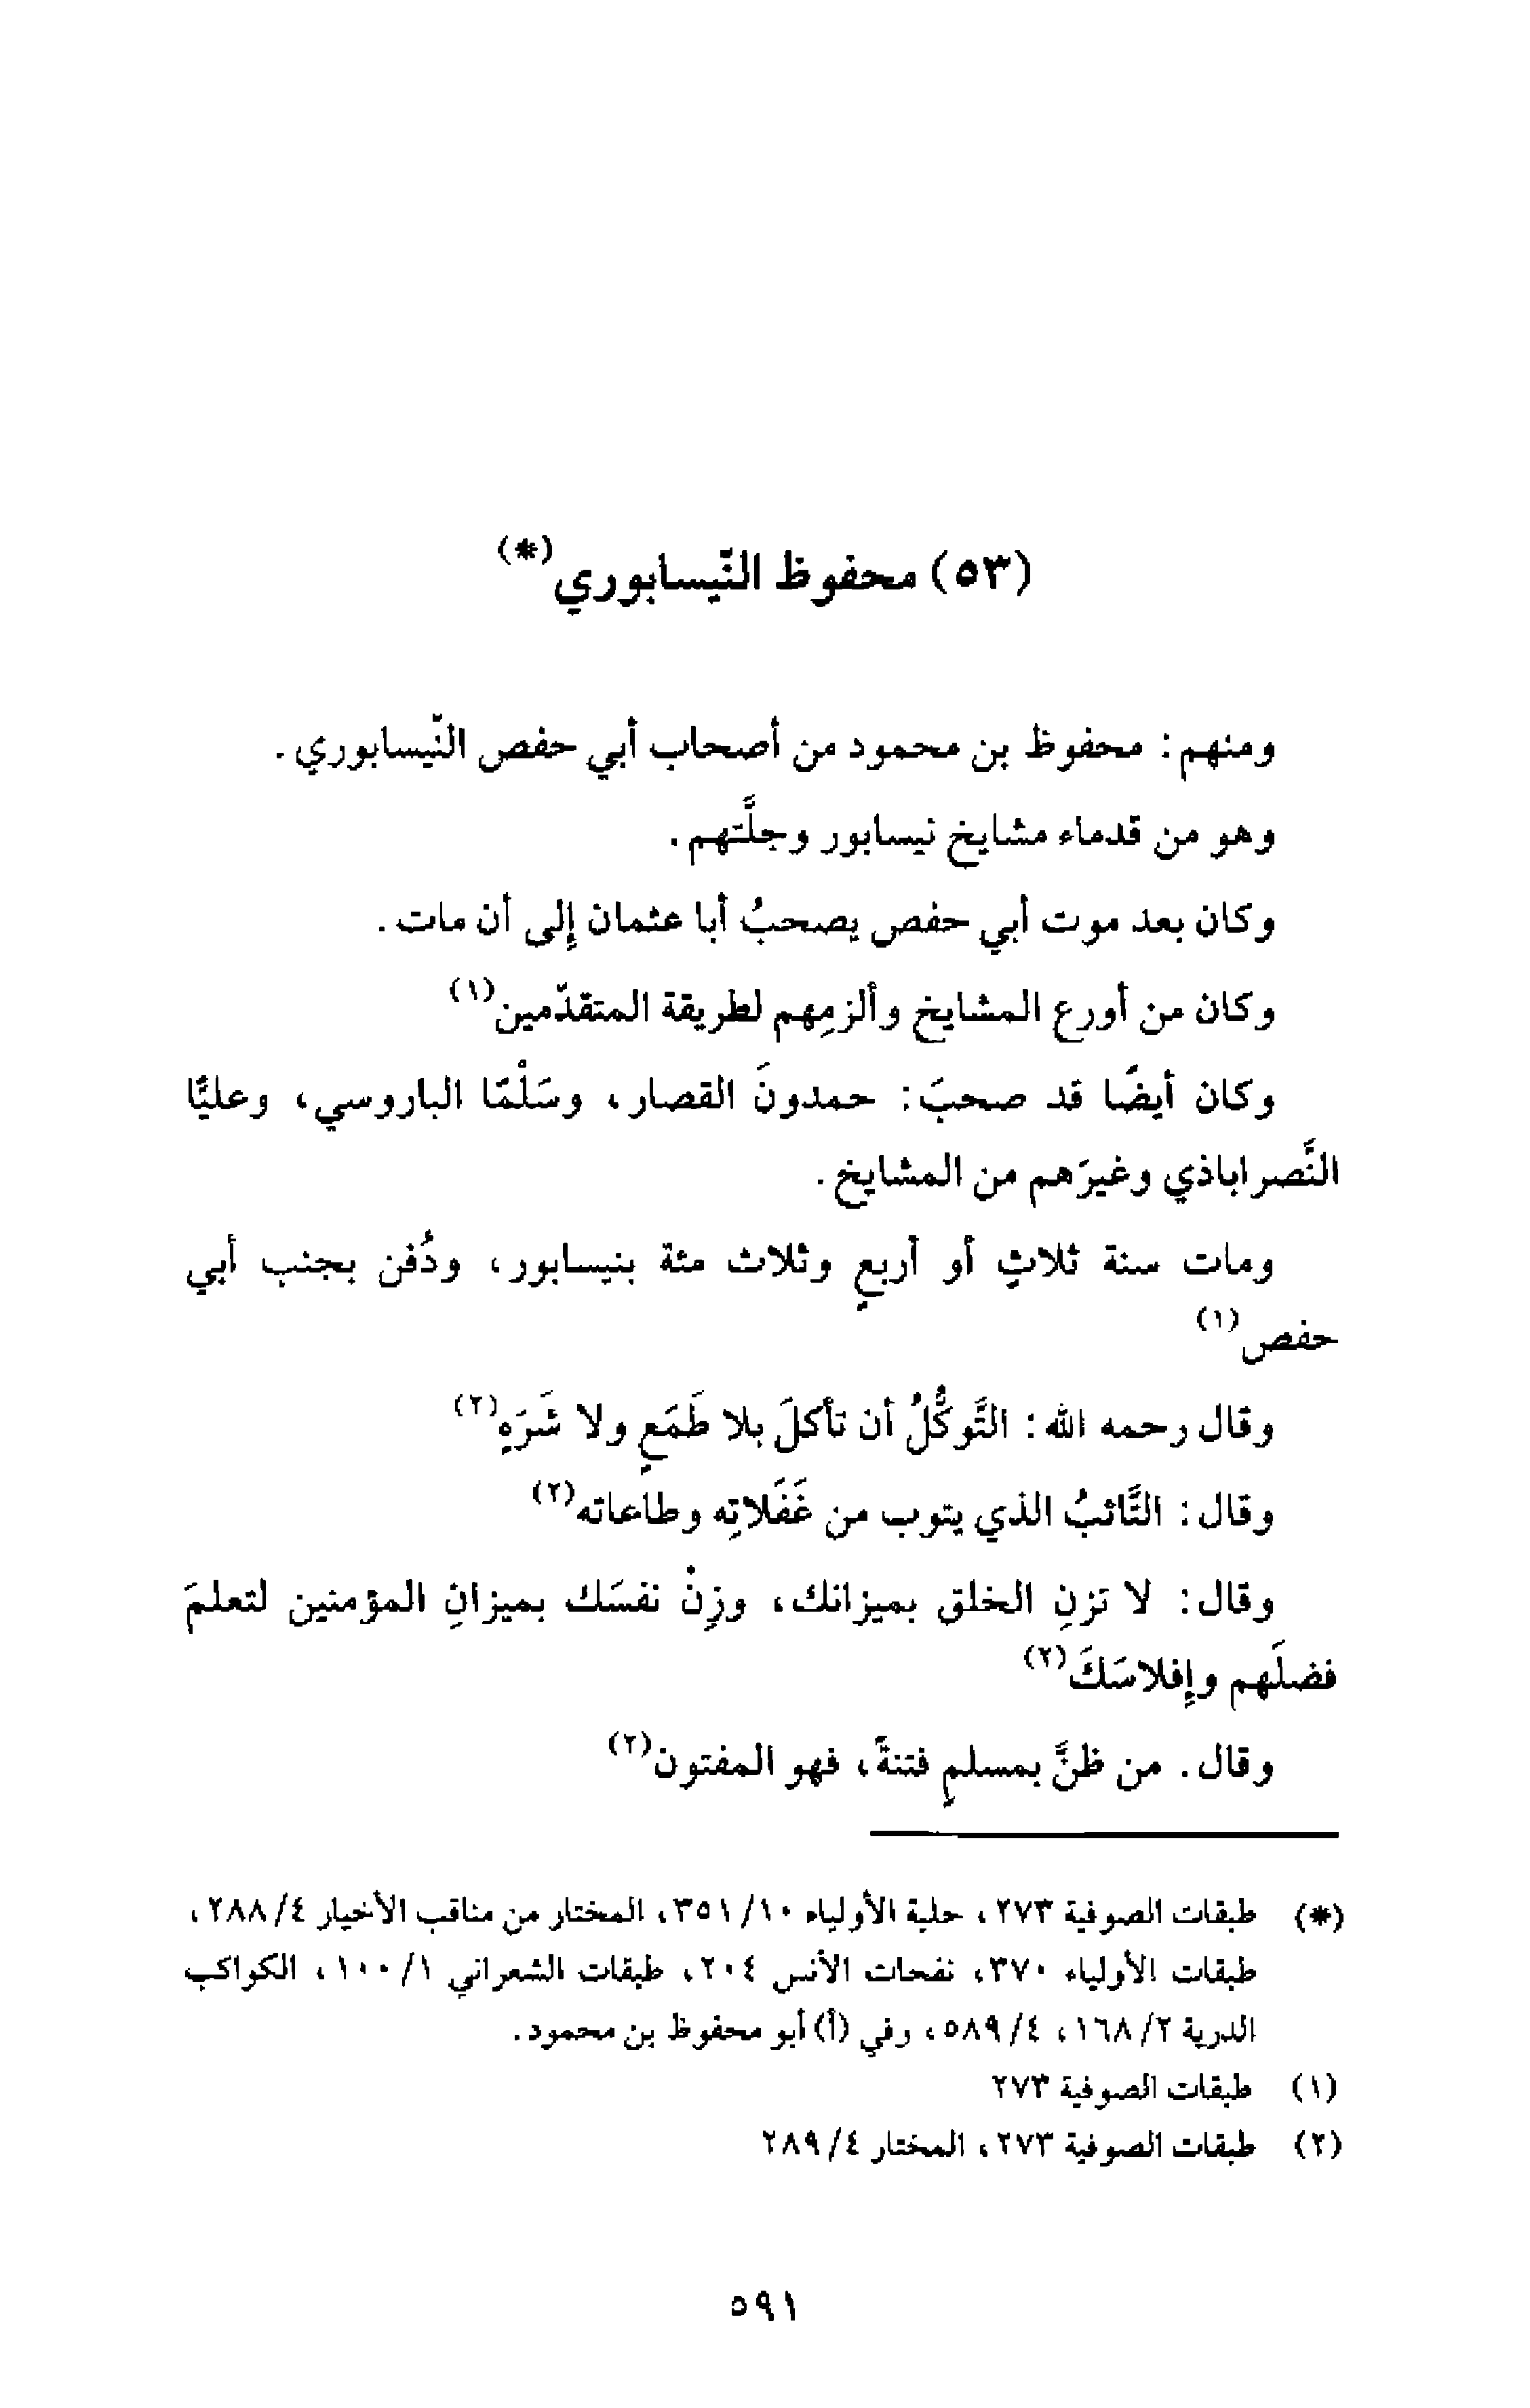 (٥٣) محفوظ النّيسابوري(*)
ومنهم: محفوظ بن محمود من أصحاب أبي حفص النّيسابوري.
وهو من قدماء مشايخ نيسابور وجلَّتهم.
وكان بعد موت أبي حفص يصحبُ أبا عثمان إلى أن مات.
وكان من أورع المشايخ وألزمِهم لطريقة المتقدّمين(١)
وكان أيضًا قد صحبَ: حمدونَ القصار، وسَلْمًا الباروسي، وعليًّا
النَّصراباذي وغيرَهم من المشايخ.
ومات سنة ثلاثٍ أو أربعٍ وثلاث مئة بنيسابور، ودُفن بجنب أبي
حفص(١)
وقال رحمه الله: التَّوكُّلُ أن تأكلَ بلا طَمَعٍ ولا شَرَهٍ(٢)
وقال: التَّائبُ الذي يتوب من غَفَلاتِه وطاعاته(٢)
وقال: لا تزنِ الخلق بميزانك، وزِنْ نفسَك بميزانِ المؤمنين لتعلمَ
فضلَهم وإفلاسَكَ(٢)
وقال. من ظنَّ بمسلمٍ فتنةً، فهو المفتون(٢)
(*) طبقات الصوفية ٢٧٣، حلية الأولياء ١٠/ ٣٥١، المختار من مناقب الأخيار ٤/ ٢٨٨،
طبقات الأولياء ٣٧٠، نفحات الأنس ٢٠٤، طبقات الشعراني ١/ ١٠٠، الكواكب
الدرية ٢/ ١٦٨، ٤/ ٥٨٩، وفي (أ) أبو محفوظ بن محمود.
(١) طبقات الصوفية ٢٧٣
(٢) طبقات الصوفية ٢٧٣، المختار ٤/ ٢٨٩
٥٩١